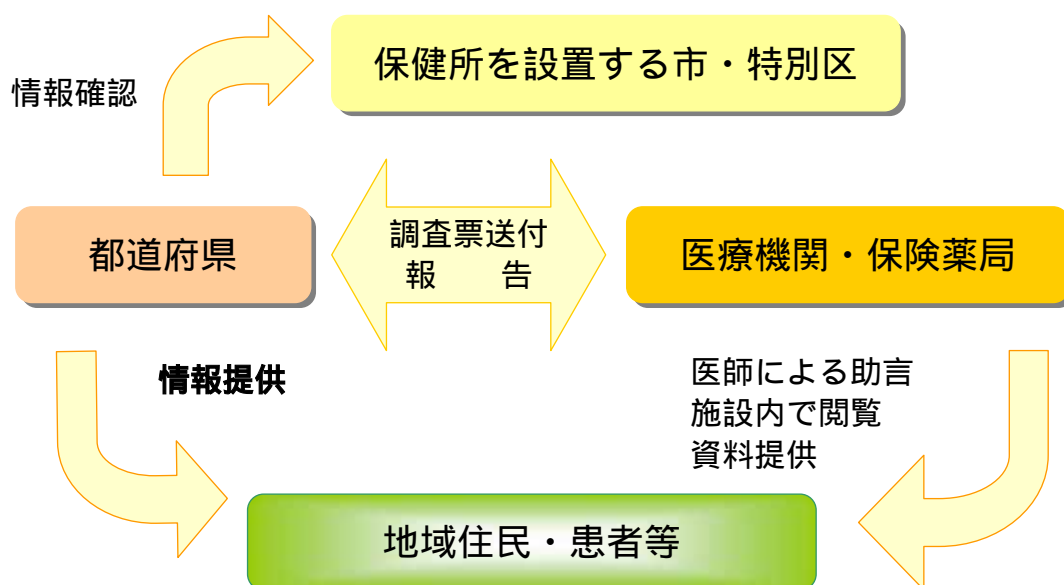 保健所を設置する市・特別区
情報確認
都道府県
調査票送付
報　　告
医療機関・保険薬局
情報提供
医師による助言
施設内で閲覧
資料提供
地域住民・患者等